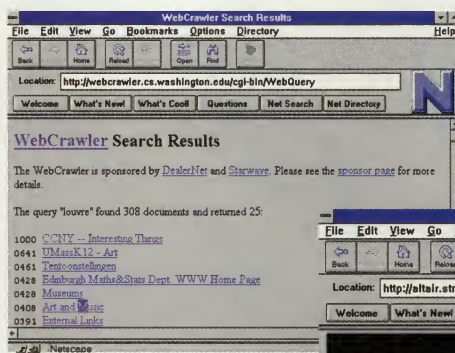 WebCrawler Search Results
File Edit View Go Bookmarks Options Directory Help
Back Home Reload Open Find
Location: http://webcrawler.cs.washington.edu/cgi-bin/WebQuery
Welcome What's New! What's Cool! Questions Net Search Net Directory
N
WebCrawler Search Results
The WebCrawler is sponsored by DealerNet and Starwave. Please see the sponsor page for more
details.
The query "louvre" found 308 documents and returned 25:
1000 CCNY -- Interesting Things
0641 UMassK12 - Art
0461 Tentoonstellingen
0428 Edinburgh Maths&Stats Dept. WWW Home Page
0428 Museums
0408 Art and
0391 External Links
Netscape
File Edit View Go
Back Home Reload
Location: http://altair.str
Welcome What's New!